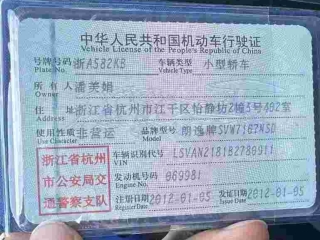 中华人民共和国机动车行驶证
Vehicle License of the People's Republic of China
号牌号码 浙A582KB 车辆类型 小型轿车
Plate No. Vehicle Type
所有人 潘美娟
Owner
住址 浙江省杭州市江干区怡静坊2幢3号402室
使用性质 非营运 品牌型号 朗逸牌SVW7167NSD
Use Character
浙江省杭州
市公安局交
通警察支队
车辆识别代号 LSVAN2181B2789911
VIN
发动机号码 069981
Engine No.
注册日期 2012-01-05 发证日期 2012-01-05
Register Date Issue Date